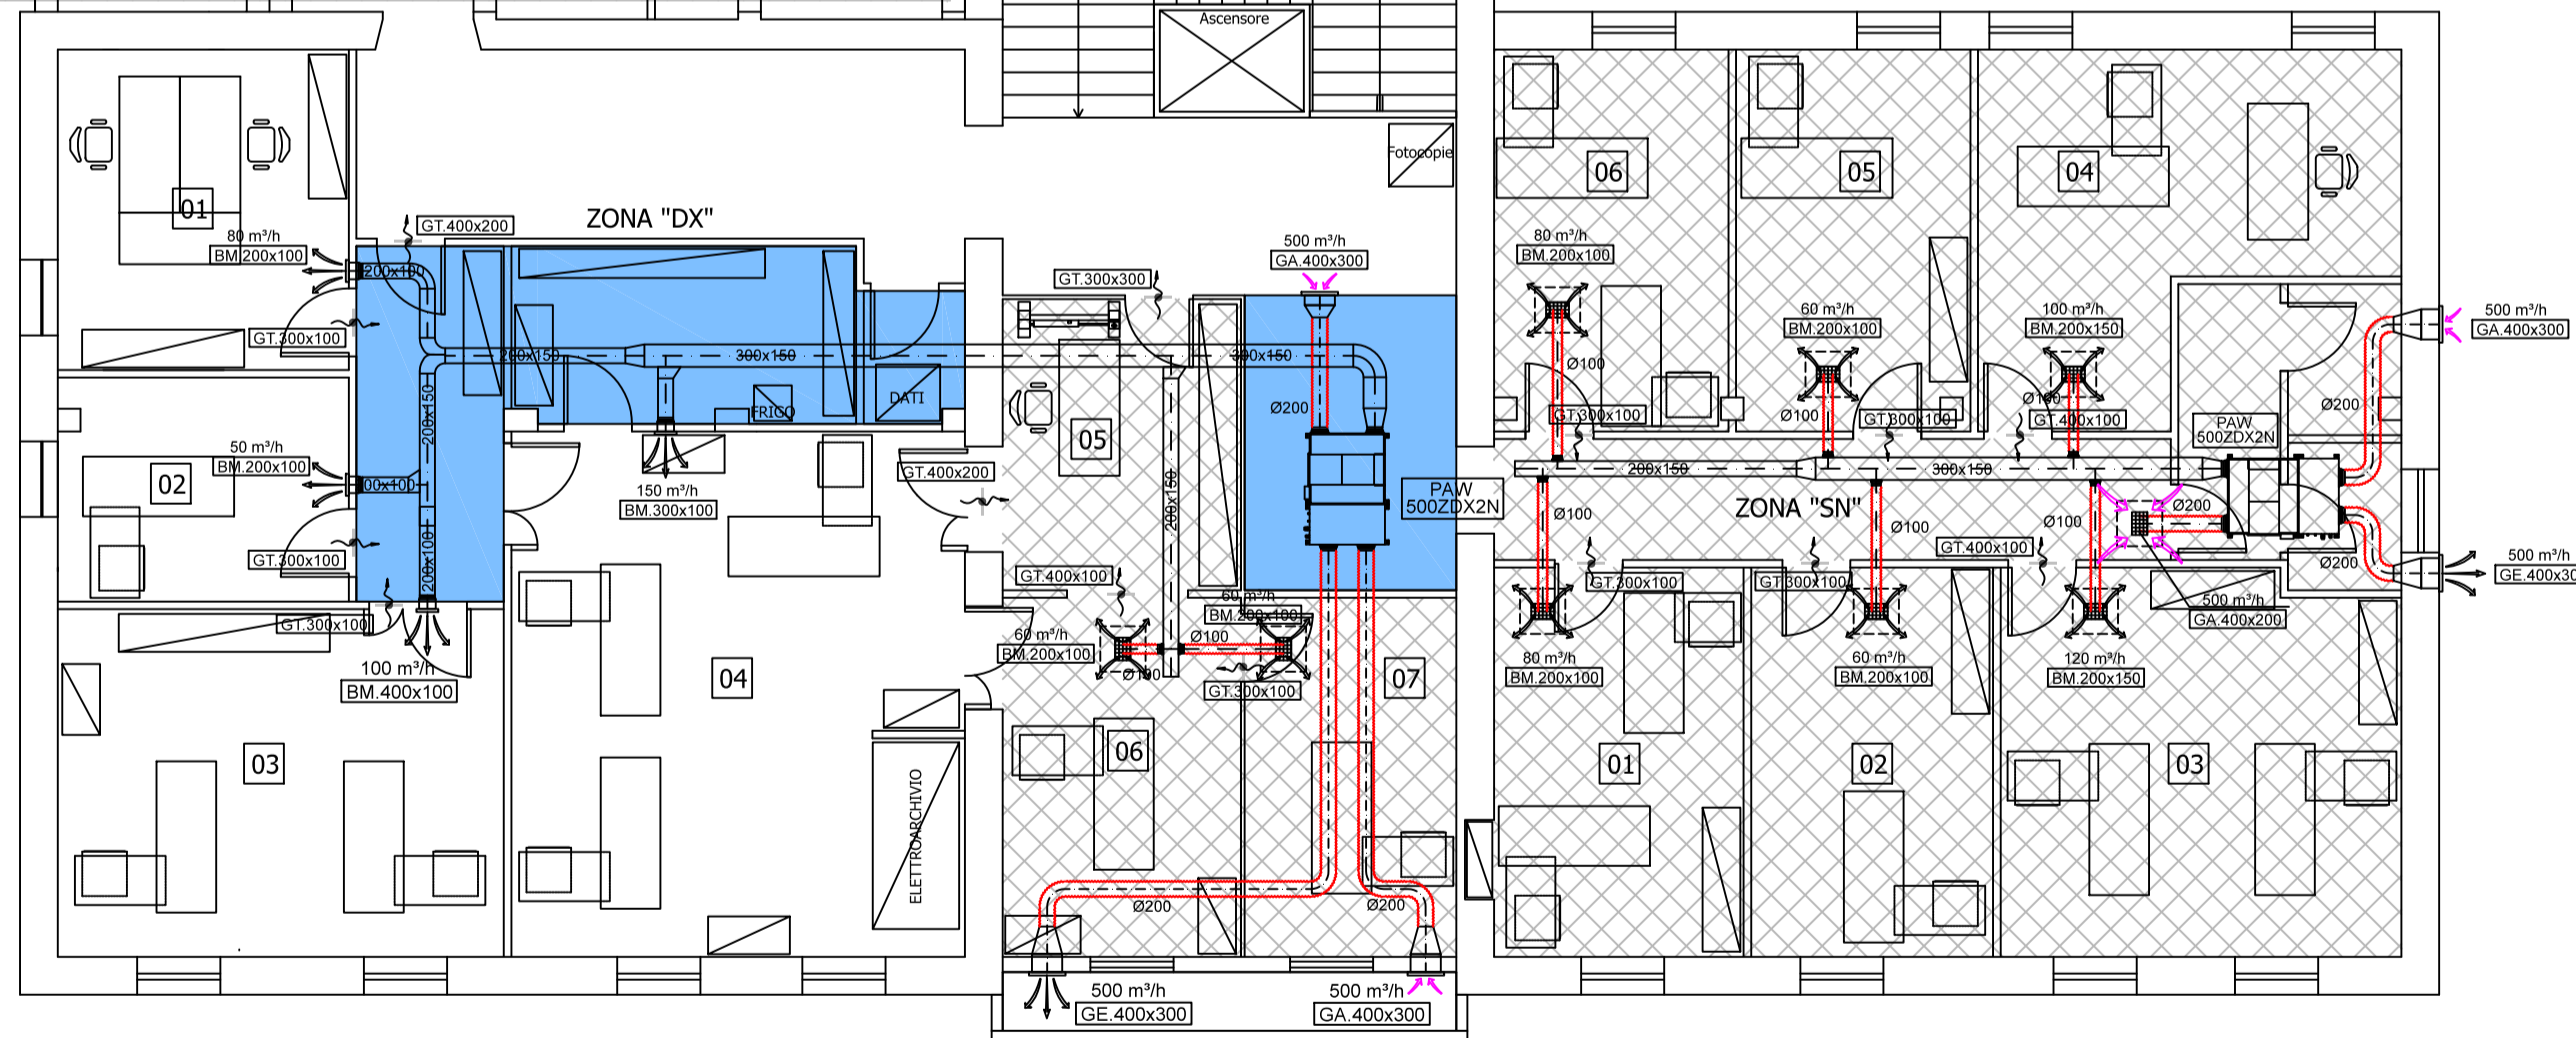 Ascensore
Fotocopie
ZONA "DX"
01
80 m³/h
BM.200x100
GT.400x200
200x100
GT.300x100
200x150
300x150
300x150
GT.300x300
500 m³/h
GA.400x300
Ø200
FRIGO
DATI
02
50 m³/h
BM.200x100
200x150
00x100
GT.300x100
200x100
GT.300x100
100 m³/h
BM.400x100
03
150 m³/h
BM.300x100
04
ELETTROARCHIVIO
GT.400x200
05
200x150
GT.400x100
60 m³/h
BM.200x100
60 m³/h
BM.200x100
Ø100
Ø100
GT.300x100
06
07
PAW
500ZDX2N
Ø200
Ø200
500 m³/h
GE.400x300
500 m³/h
GA.400x300
06
05
04
80 m³/h
BM.200x100
60 m³/h
BM.200x100
100 m³/h
BM.200x150
Ø100
Ø100
Ø100
GT.300x100
GT.300x100
GT.400x100
PAW
500ZDX2N
Ø200
500 m³/h
GA.400x300
200x150
300x150
ZONA "SN"
Ø100
Ø100
Ø100
Ø200
Ø200
500 m³/h
GE.400x30
GT.300x100
GT.300x100
GT.400x100
500 m³/h
GA.400x200
80 m³/h
BM.200x100
60 m³/h
BM.200x100
120 m³/h
BM.200x150
01
02
03